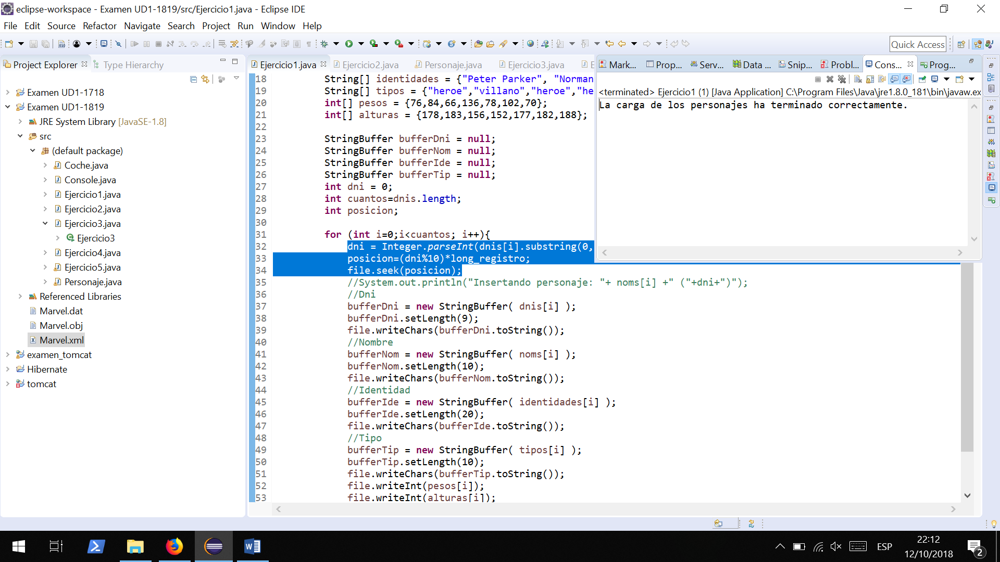 eclipse-workspace - Examen UD1-1819/src/Ejercicio1.java - Eclipse IDE
File Edit Source Refactor Navigate Search Project Run Window Help
Quick Access
Project Explorer
Type Hierarchy
Examen UD1-1718
Examen UD1-1819
JRE System Library [JavaSE-1.8]
src
(default package)
Coche.java
Console.java
Ejercicio1.java
Ejercicio2.java
Ejercicio3.java
Ejercicio3
Ejercicio4.java
Ejercicio5.java
Personaje.java
Referenced Libraries
Marvel.dat
Marvel.obj
Marvel.xml
examen_tomcat
Hibernate
tomcat
Ejercicio1.java Ejercicio2.java Personaje.java Ejercicio3.java E
18 String[] identidades = {"Peter Parker", "Norman
19 String[] tipos = {"heroe","villano","heroe","he
20 int[] pesos = {76,84,66,136,78,102,70};
21 int[] alturas = {178,183,156,152,177,182,188};
22
23 StringBuffer bufferDni = null;
24 StringBuffer bufferNom = null;
25 StringBuffer bufferIde = null;
26 StringBuffer bufferTip = null;
27 int dni = 0;
28 int cuantos=dnis.length;
29 int posicion;
30
31 for (int i=0;i<cuantos; i++){
32 dni = Integer.parseInt(dnis[i].substring(0,
33 posicion=(dni%10)*long_registro;
34 file.seek(posicion);
35 //System.out.println("Insertando personaje: "+ noms[i] +" ("+dni+")");
36 //Dni
37 bufferDni = new StringBuffer( dnis[i] );
38 bufferDni.setLength(9);
39 file.writeChars(bufferDni.toString());
40 //Nombre
41 bufferNom = new StringBuffer( noms[i] );
42 bufferNom.setLength(10);
43 file.writeChars(bufferNom.toString());
44 //Identidad
45 bufferIde = new StringBuffer( identidades[i] );
46 bufferIde.setLength(20);
47 file.writeChars(bufferIde.toString());
48 //Tipo
49 bufferTip = new StringBuffer( tipos[i] );
50 bufferTip.setLength(10);
51 file.writeChars(bufferTip.toString());
52 file.writeInt(pesos[i]);
53 file.writeInt(alturas[i]);
Mark... Prop... Serv... Data ... Snip... Probl... Cons... Prog...
<terminated> Ejercicio1 (1) [Java Application] C:\Program Files\Java\jre1.8.0_181\bin\javaw.ex
La carga de los personajes ha terminado correctamente.
ESP
22:12
12/10/2018
2